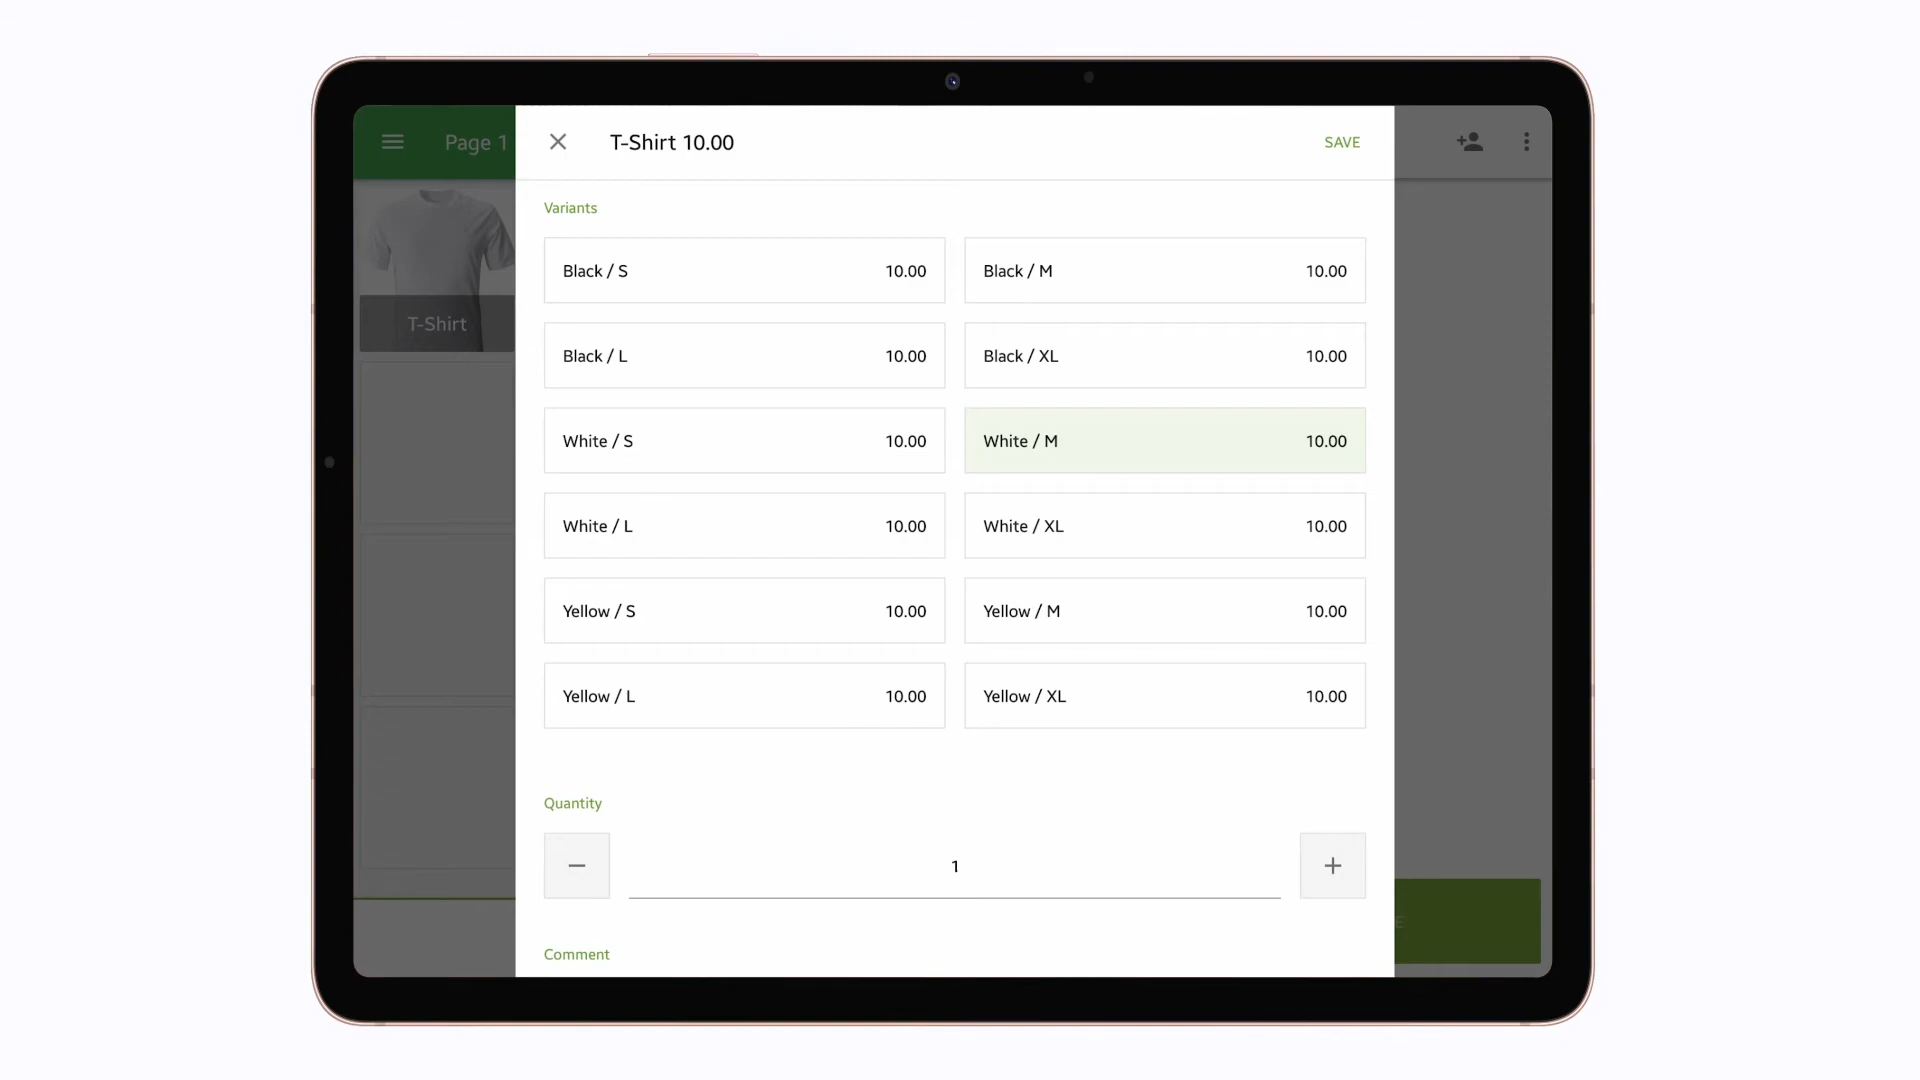 Page 1
T-Shirt 10.00
SAVE
T-Shirt
Variants
Black / S 10.00
Black / M 10.00
Black / L 10.00
Black / XL 10.00
White / S 10.00
White / M 10.00
White / L 10.00
White / XL 10.00
Yellow / S 10.00
Yellow / M 10.00
Yellow / L 10.00
Yellow / XL 10.00
Quantity
1
Comment